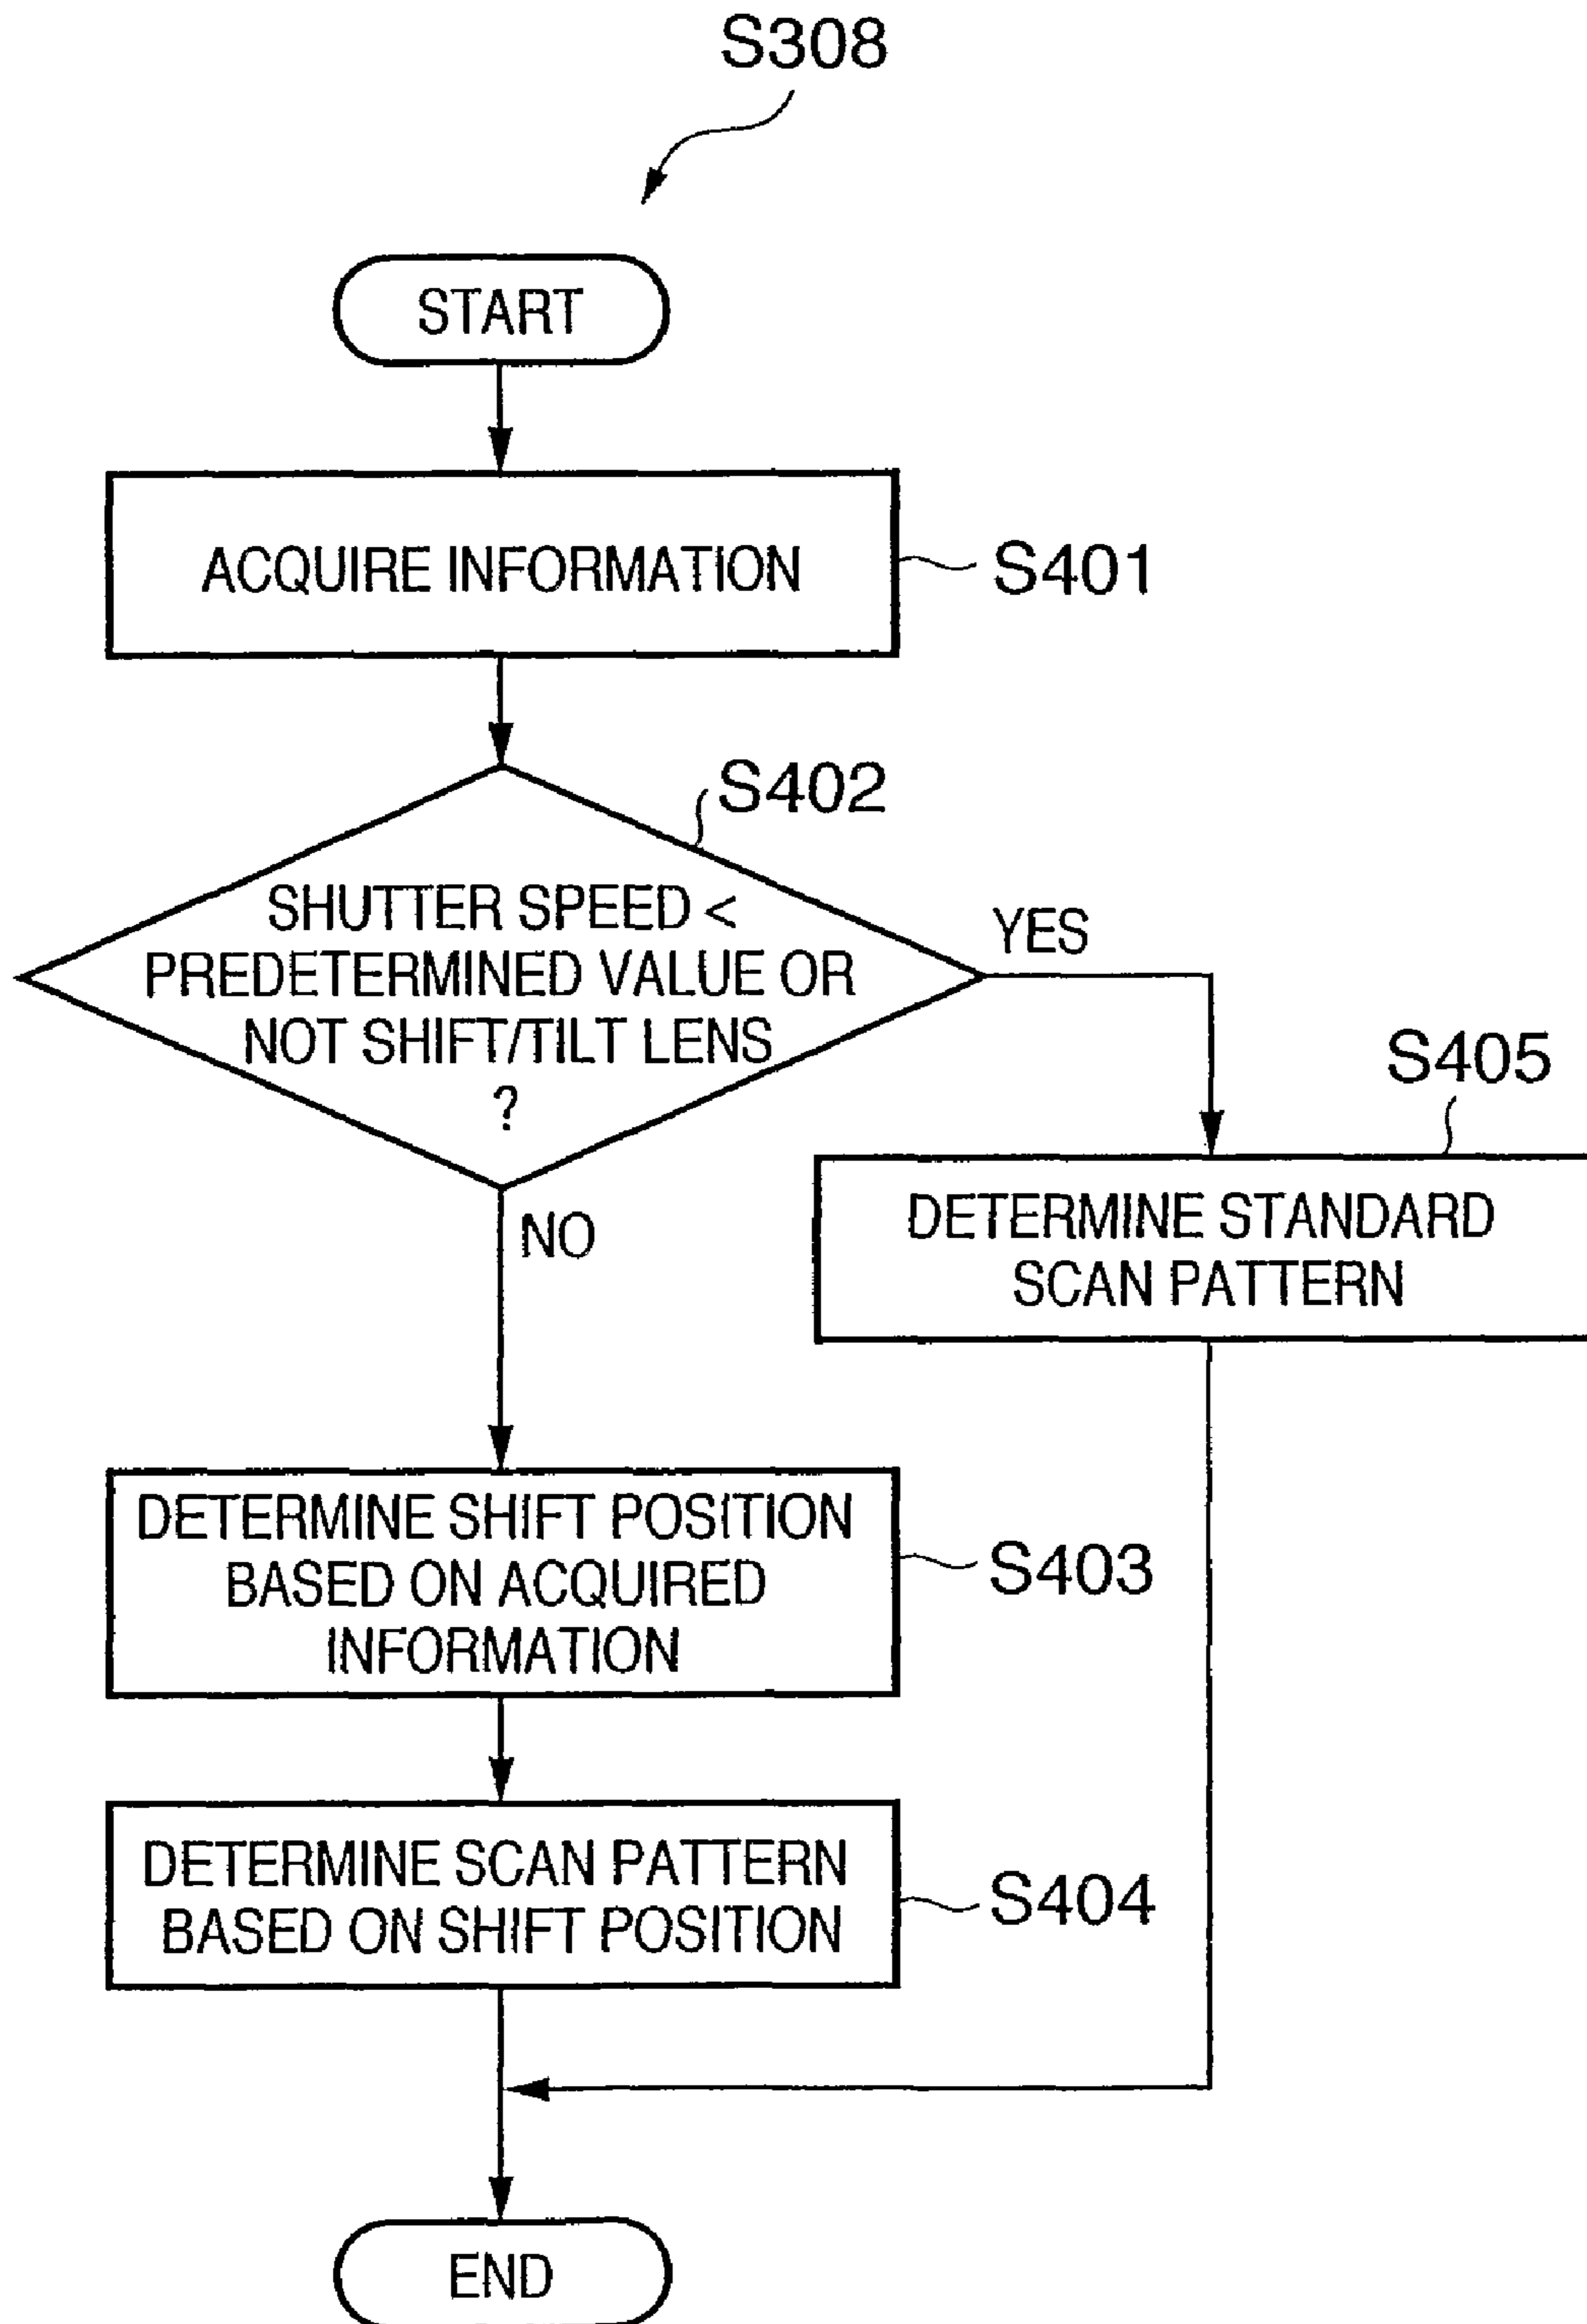 S308
START
ACQUIRE INFORMATION
S401
S402
SHUTTER SPEED <
PREDETERMINED VALUE OR
NOT SHIFT/TILT LENS
?
YES
NO
S405
DETERMINE STANDARD
SCAN PATTERN
DETERMINE SHIFT POSITION
BASED ON ACQUIRED
INFORMATION
S403
DETERMINE SCAN PATTERN
BASED ON SHIFT POSITION
S404
END